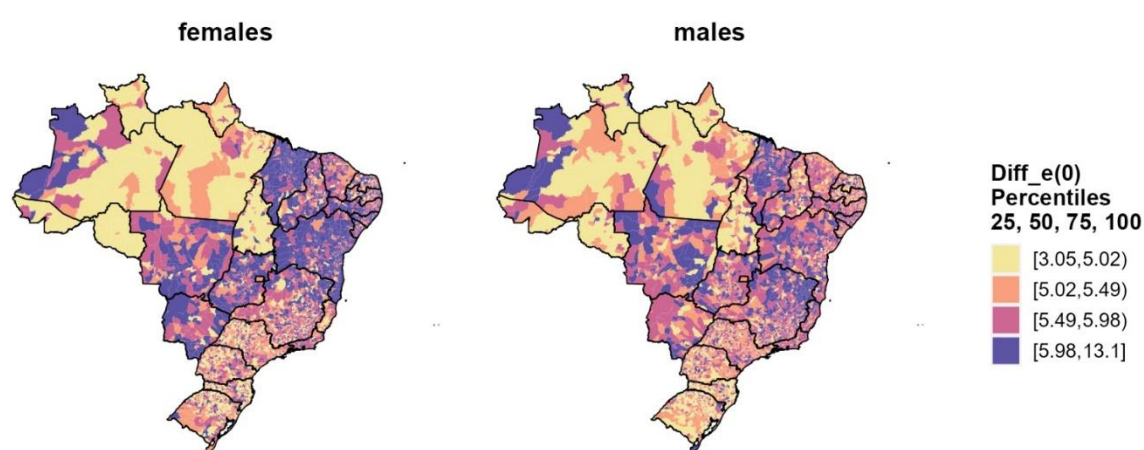 females
males
Diff_e(0)
Percentiles
25, 50, 75, 100
[3.05,5.02)
[5.02,5.49)
[5.49,5.98)
[5.98,13.1]